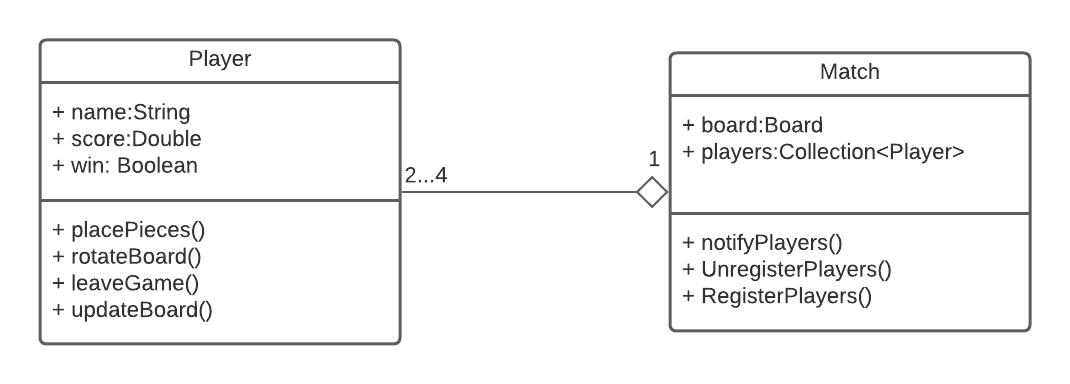 Player
+ name:String
+ score:Double
+ win: Boolean
+ placePieces()
+ rotateBoard()
+ leaveGame()
+ updateBoard()
2...4
1
Match
+ board:Board
+ players:Collection<Player>
+ notifyPlayers()
+ UnregisterPlayers()
+ RegisterPlayers()